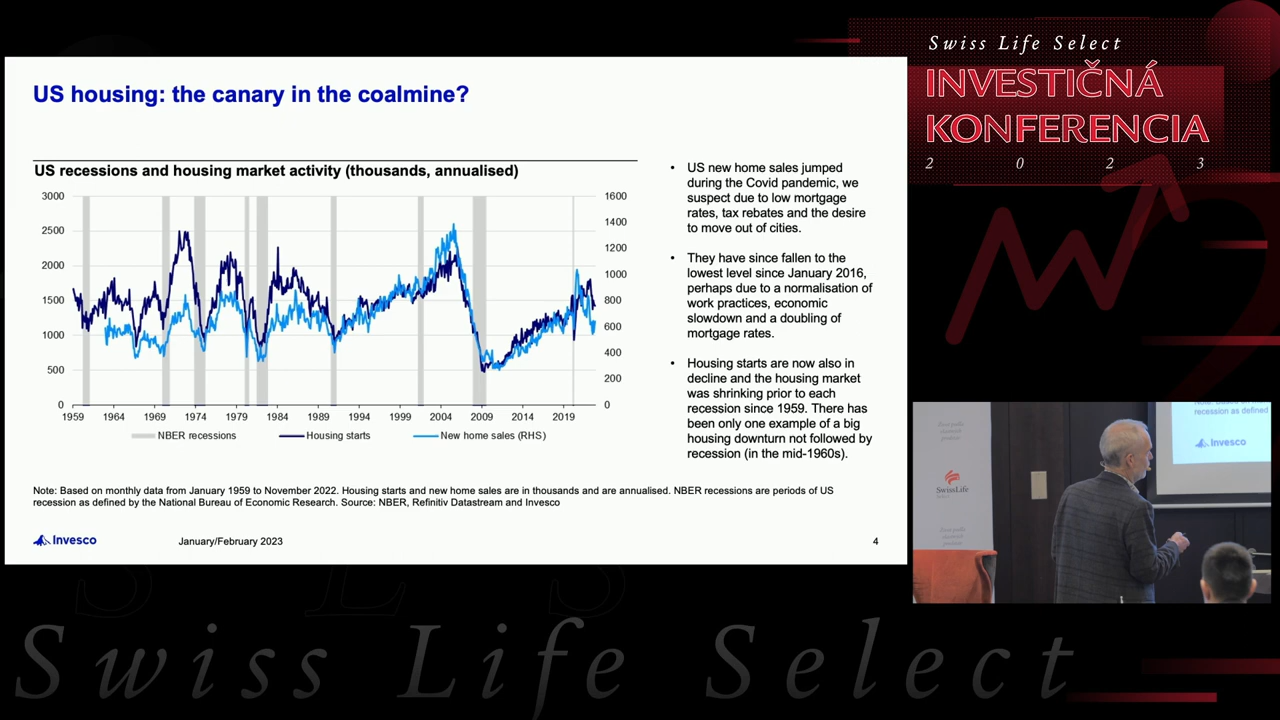 Swiss Life Select
INVESTIČNÁ
KONFERENCIA
2 0 2 3
US housing: the canary in the coalmine?
US recessions and housing market activity (thousands, annualised)
3000
2500
2000
1500
1000
500
0
1600
1400
1200
1000
800
600
400
200
0
1959 1964 1969 1974 1979 1984 1989 1994 1999 2004 2009 2014 2019
NBER recessions Housing starts New home sales (RHS)
• US new home sales jumped
during the Covid pandemic, we
suspect due to low mortgage
rates, tax rebates and the desire
to move out of cities.
• They have since fallen to the
lowest level since January 2016,
perhaps due to a normalisation of
work practices, economic
slowdown and a doubling of
mortgage rates.
• Housing starts are now also in
decline and the housing market
was shrinking prior to each
recession since 1959. There has
been only one example of a big
housing downturn not followed by
recession (in the mid-1960s).
Note: Based on monthly data from January 1959 to November 2022. Housing starts and new home sales are in thousands and are annualised. NBER recessions are periods of US
recession as defined by the National Bureau of Economic Research. Source: NBER, Refinitiv Datastream and Invesco
Invesco
January/February 2023
4
recession as defined
Invesco
SwissLife
S L S
Swiss Life Select